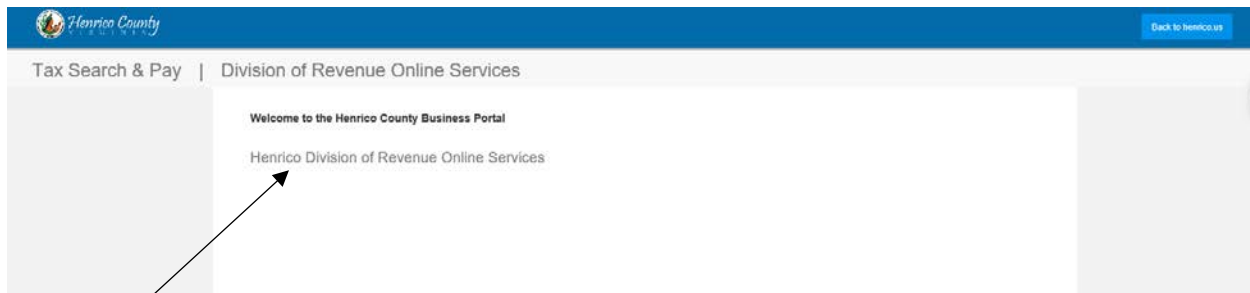 Henrico County
VIRGINIA
Back to henrico.us
Tax Search & Pay | Division of Revenue Online Services
Welcome to the Henrico County Business Portal
Henrico Division of Revenue Online Services